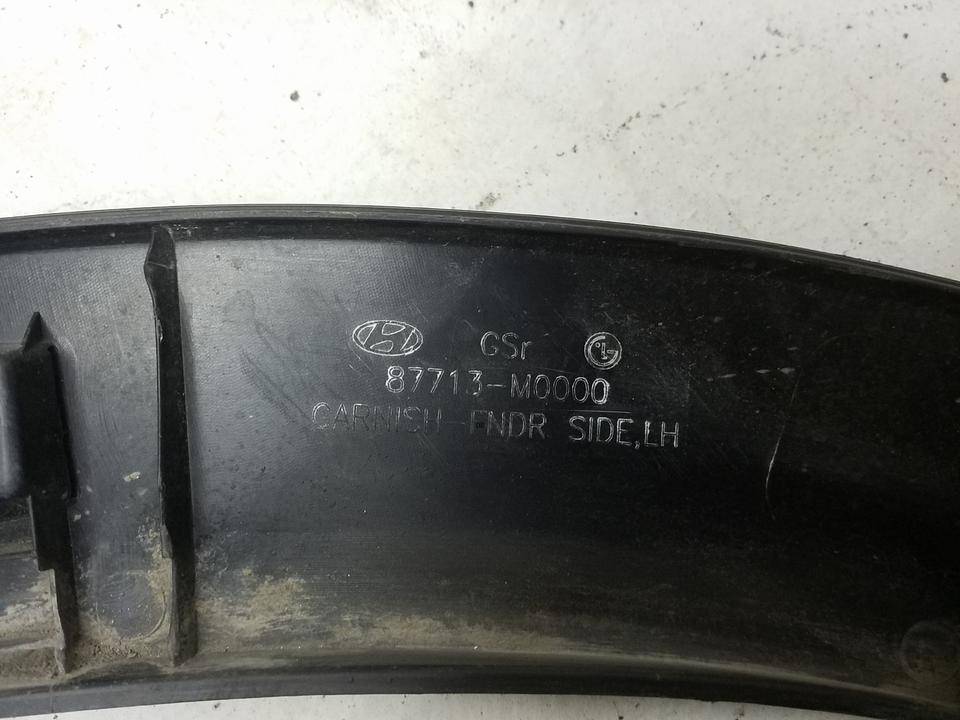 GSr
87713-M0000
GARNISH-FNDR SIDE,LH